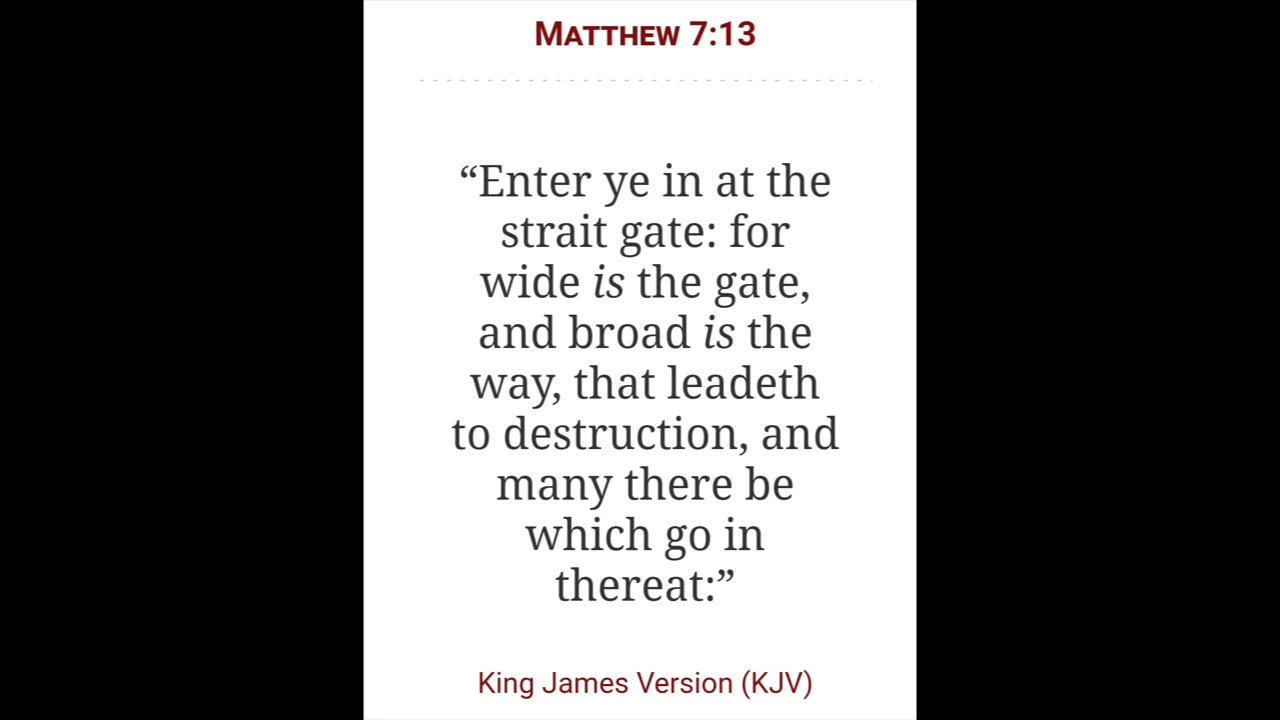 MATTHEW 7:13
“Enter ye in at the
strait gate: for
wide is the gate,
and broad is the
way, that leadeth
to destruction, and
many there be
which go in
thereat:”
King James Version (KJV)